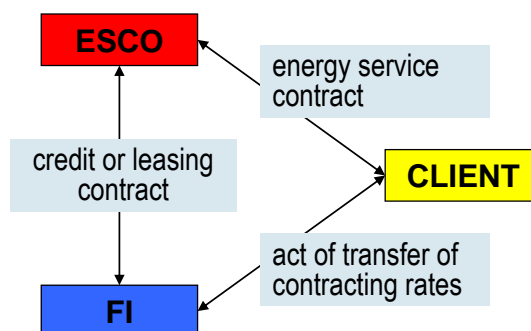 ESCO
energy service
contract
credit or leasing
contract
CLIENT
act of transfer of
contracting rates
FI